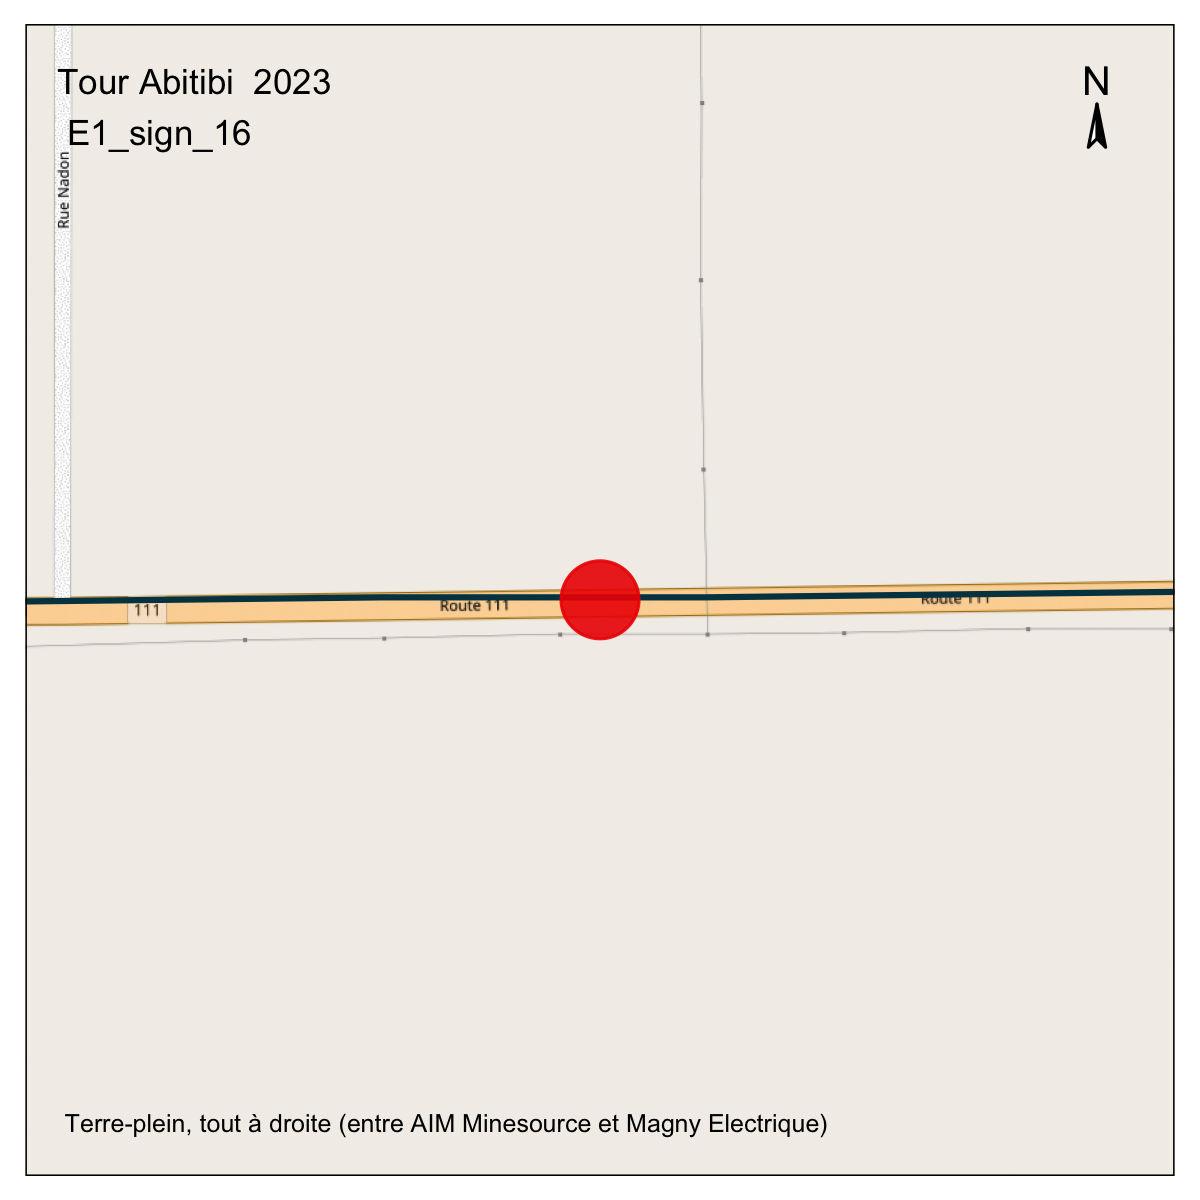 Tour Abitibi  2023
E1_sign_16
N
Rue Nadon
111
Route 111
Route 111
Terre-plein, tout à droite (entre AIM Minesource et Magny Electrique)